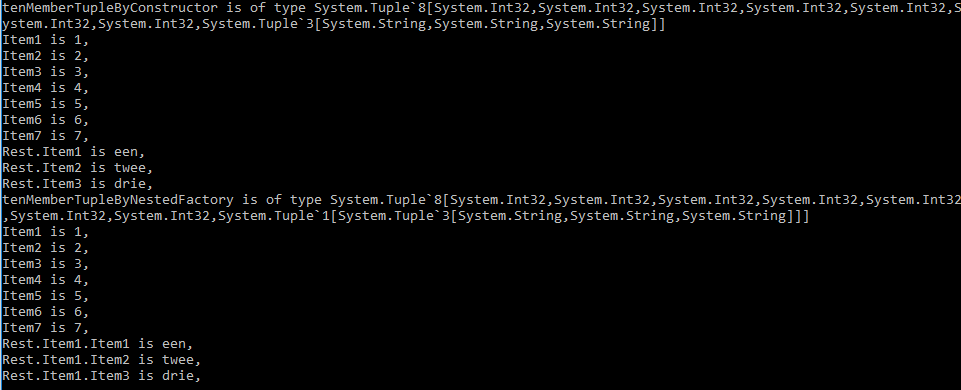 tenMemberTupleByConstructor is of type System.Tuple`8[System.Int32,System.Int32,System.Int32,System.Int32,System.Int32,S
ystem.Int32,System.Int32,System.Tuple`3[System.String,System.String,System.String]]
Item1 is 1,
Item2 is 2,
Item3 is 3,
Item4 is 4,
Item5 is 5,
Item6 is 6,
Item7 is 7,
Rest.Item1 is een,
Rest.Item2 is twee,
Rest.Item3 is drie,
tenMemberTupleByNestedFactory is of type System.Tuple`8[System.Int32,System.Int32,System.Int32,System.Int32,System.Int32
,System.Int32,System.Int32,System.Tuple`1[System.Tuple`3[System.String,System.String,System.String]]]
Item1 is 1,
Item2 is 2,
Item3 is 3,
Item4 is 4,
Item5 is 5,
Item6 is 6,
Item7 is 7,
Rest.Item1.Item1 is een,
Rest.Item1.Item2 is twee,
Rest.Item1.Item3 is drie,